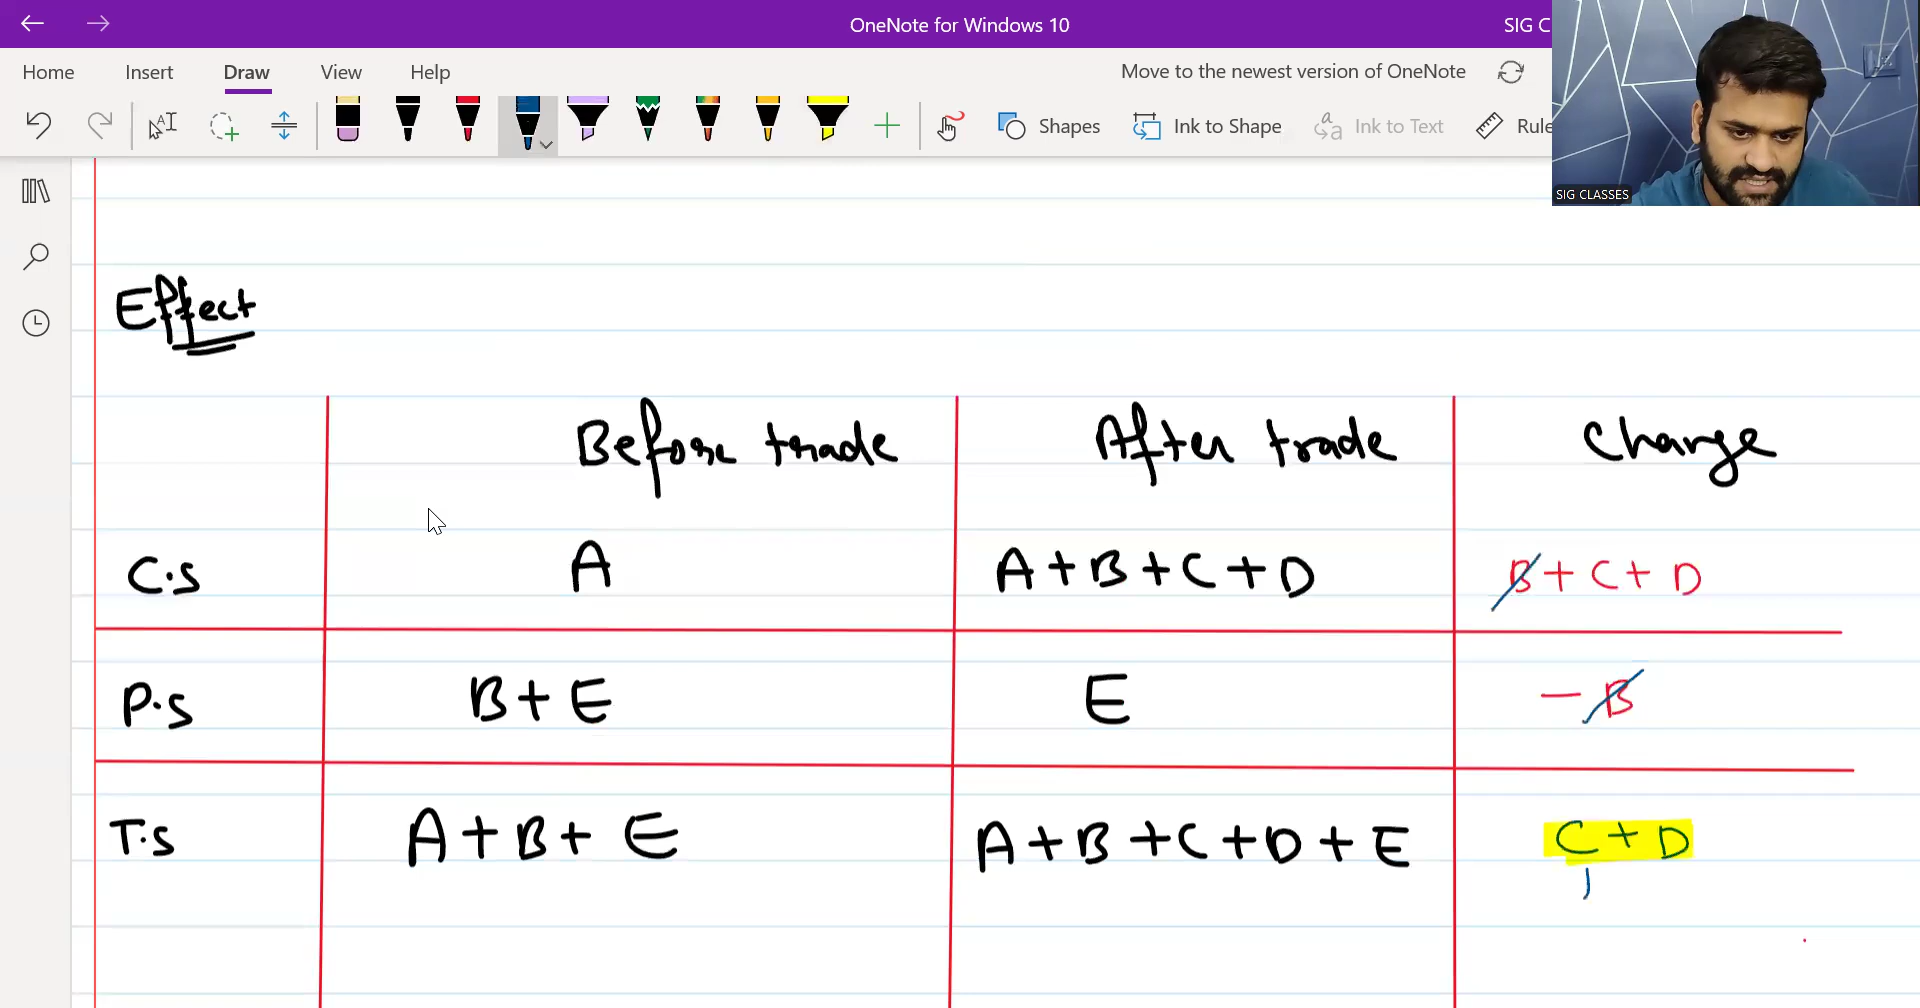 OneNote for Windows 10
SIG C
Home Insert Draw View Help
Move to the newest version of OneNote
Shapes Ink to Shape Ink to Text Rule
SIG CLASSES
Effect
Before trade After trade Change
C.S A A+B+C+D B+C+D
P.S B+E E -B
T.S A+B+E A+B+C+D+E C+D